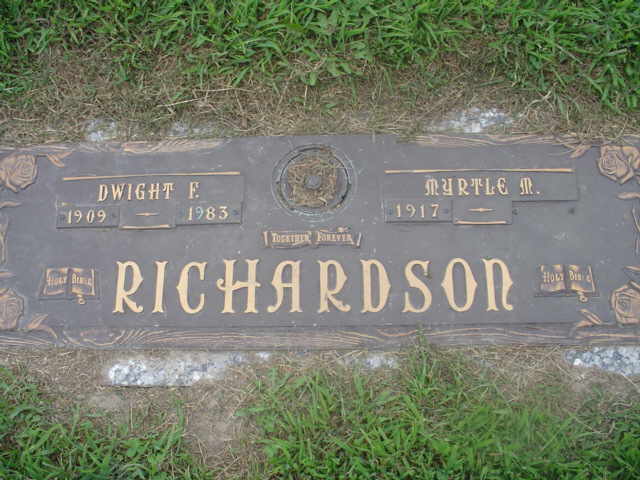 DWIGHT F.
1909 – 1983
MYRTLE M.
1917 –
TOGETHER FOREVER
HOLY BIBLE
RICHARDSON
HOLY BIBLE